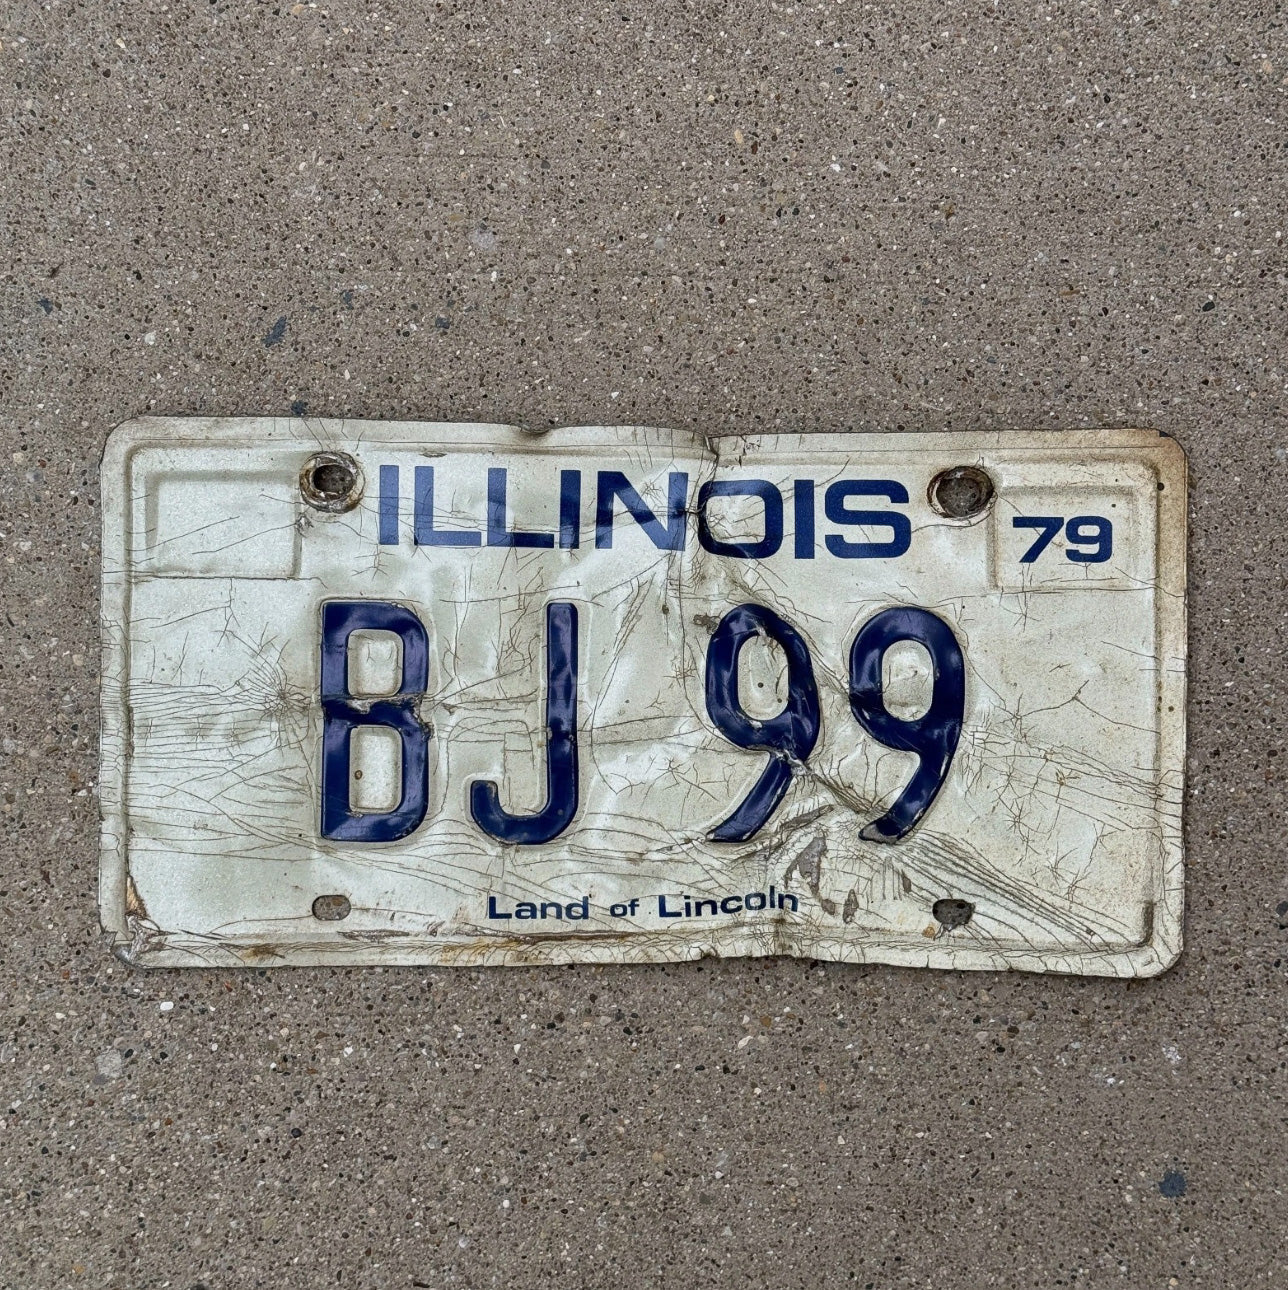 ILLINOIS
79
BJ 99
Land of Lincoln